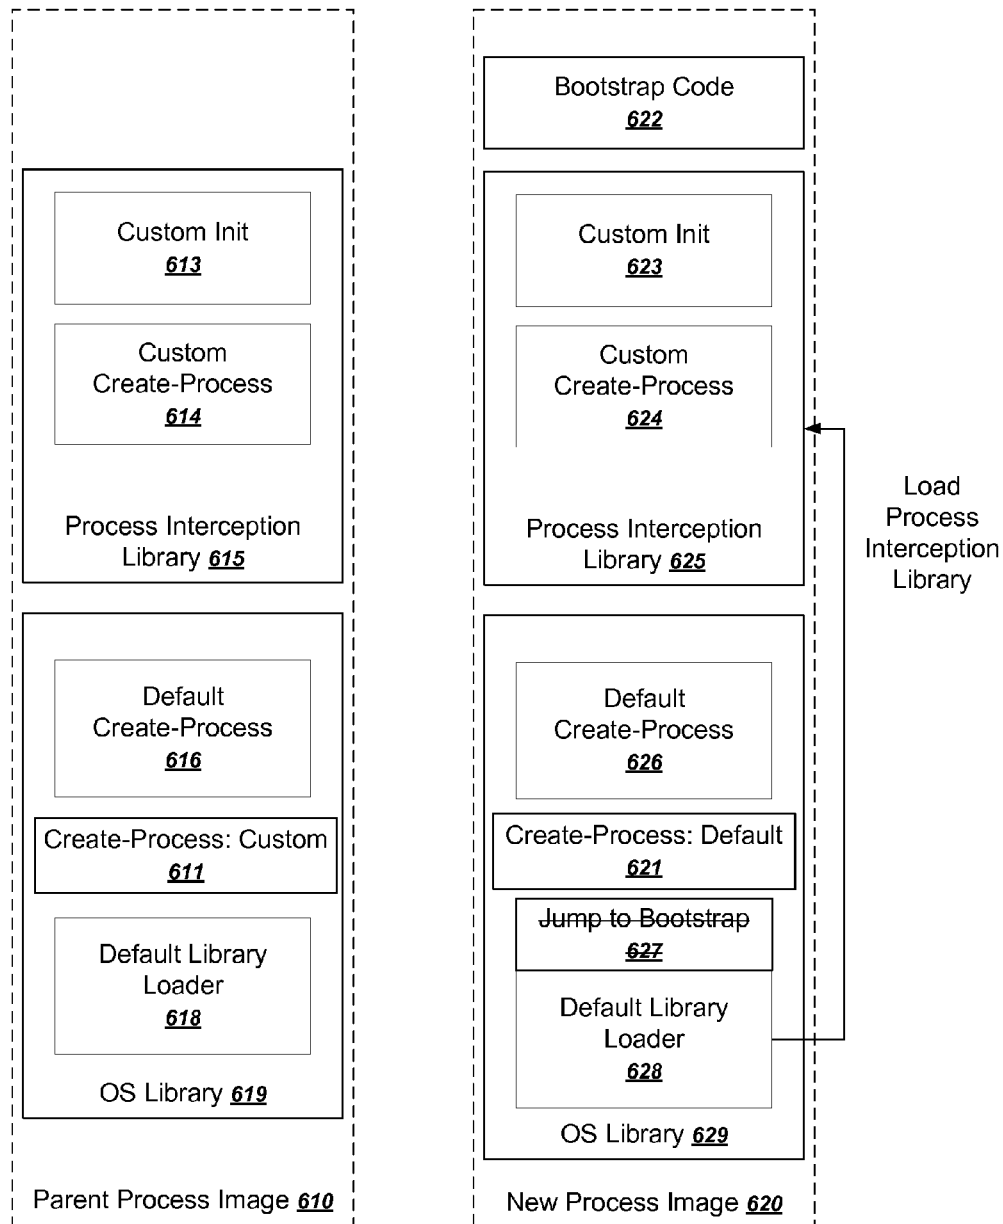 Custom Init
613
Custom
Create-Process
614
Process Interception
Library 615
Default
Create-Process
616
Create-Process: Custom
611
Default Library
Loader
618
OS Library 619
Parent Process Image 610
Bootstrap Code
622
Custom Init
623
Custom
Create-Process
624
Process Interception
Library 625
Default
Create-Process
626
Create-Process: Default
621
Jump to Bootstrap
627
Default Library
Loader
628
OS Library 629
New Process Image 620
Load
Process
Interception
Library